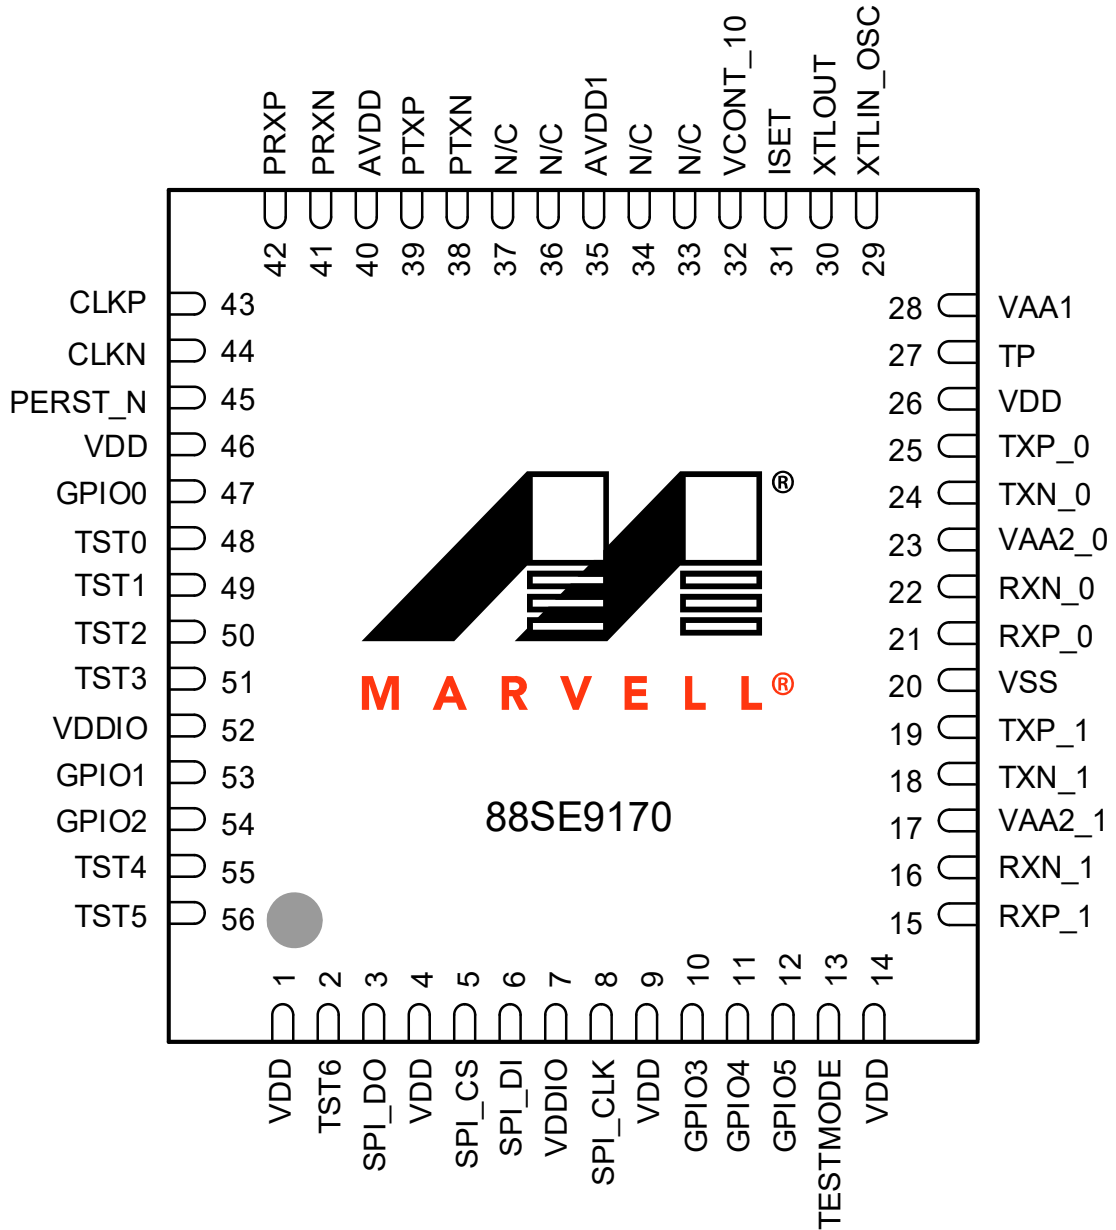 PRXP
PRXN
AVDD
PTXP
PTXN
N/C
N/C
AVDD1
N/C
N/C
VCONT_10
ISET
XTLOUT
XTLIN_OSC
42 41 40 39 38 37 36 35 34 33 32 31 30 29
CLKP 43
CLKN 44
PERST_N 45
VDD 46
GPIO0 47
TST0 48
TST1 49
TST2 50
TST3 51
VDDIO 52
GPIO1 53
GPIO2 54
TST4 55
TST5 56
28 VAA1
27 TP
26 VDD
25 TXP_0
24 TXN_0
23 VAA2_0
22 RXN_0
21 RXP_0
20 VSS
19 TXP_1
18 TXN_1
17 VAA2_1
16 RXN_1
15 RXP_1
®
MARVELL®
88SE9170
1 2 3 4 5 6 7 8 9 10 11 12 13 14
VDD
TST6
SPI_DO
VDD
SPI_CS
SPI_DI
VDDIO
SPI_CLK
VDD
GPIO3
GPIO4
GPIO5
TESTMODE
VDD